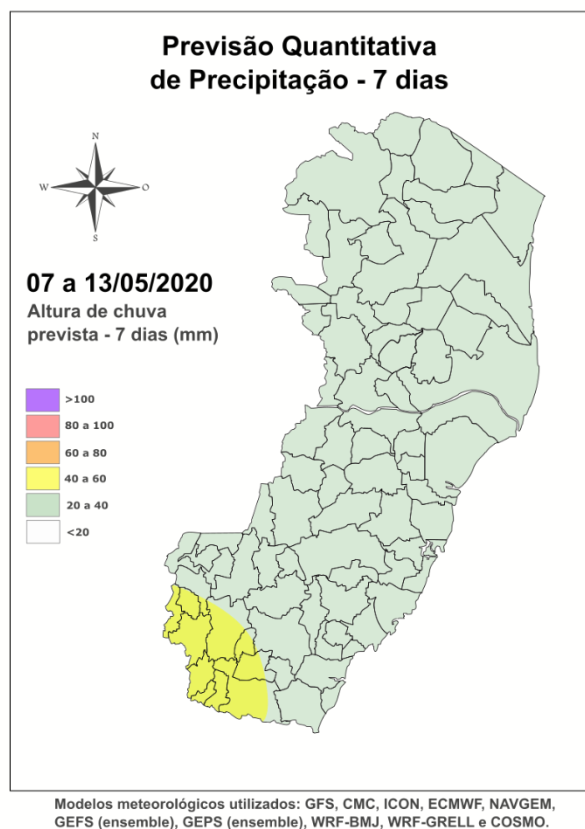 Previsão Quantitativa
de Precipitação - 7 dias
N
W
O
S
07 a 13/05/2020
Altura de chuva
prevista - 7 dias (mm)
>100
80 a 100
60 a 80
40 a 60
20 a 40
<20
Modelos meteorológicos utilizados: GFS, CMC, ICON, ECMWF, NAVGEM,
GEFS (ensemble), GEPS (ensemble), WRF-BMJ, WRF-GRELL e COSMO.